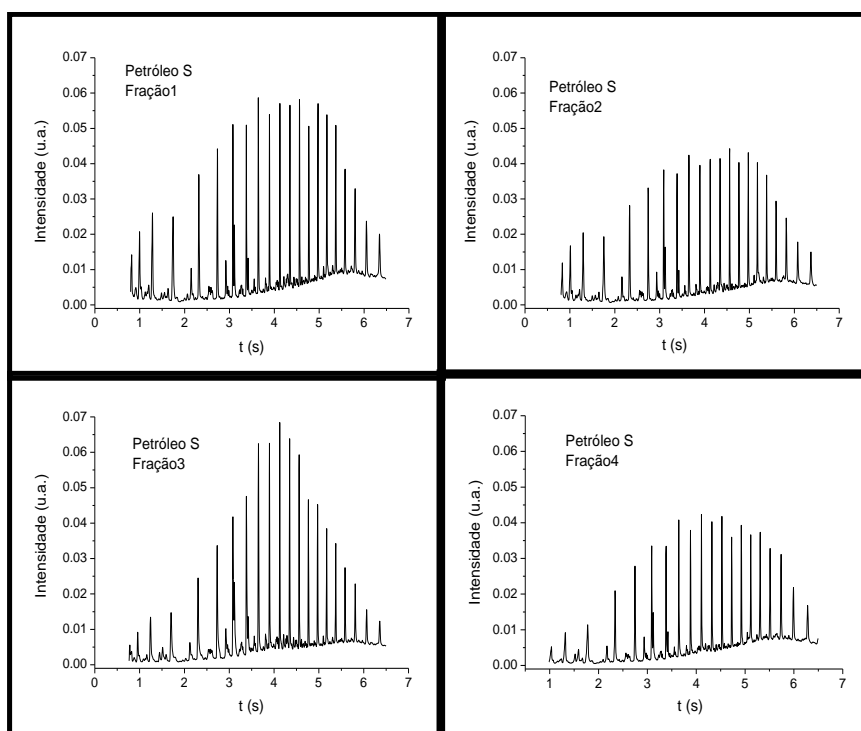 Petróleo S
Fração1
Intensidade (u.a.)
0.07
0.06
0.05
0.04
0.03
0.02
0.01
0.00
0 1 2 3 4 5 6 7
t (s)
Petróleo S
Fração2
Intensidade (u.a.)
0.07
0.06
0.05
0.04
0.03
0.02
0.01
0.00
0 1 2 3 4 5 6 7
t (s)
Petróleo S
Fração3
Intensidade (u.a.)
0.07
0.06
0.05
0.04
0.03
0.02
0.01
0.00
0 1 2 3 4 5 6 7
t (s)
Petróleo S
Fração4
Intensidade (u.a.)
0.07
0.06
0.05
0.04
0.03
0.02
0.01
0.00
0 1 2 3 4 5 6 7
t (s)